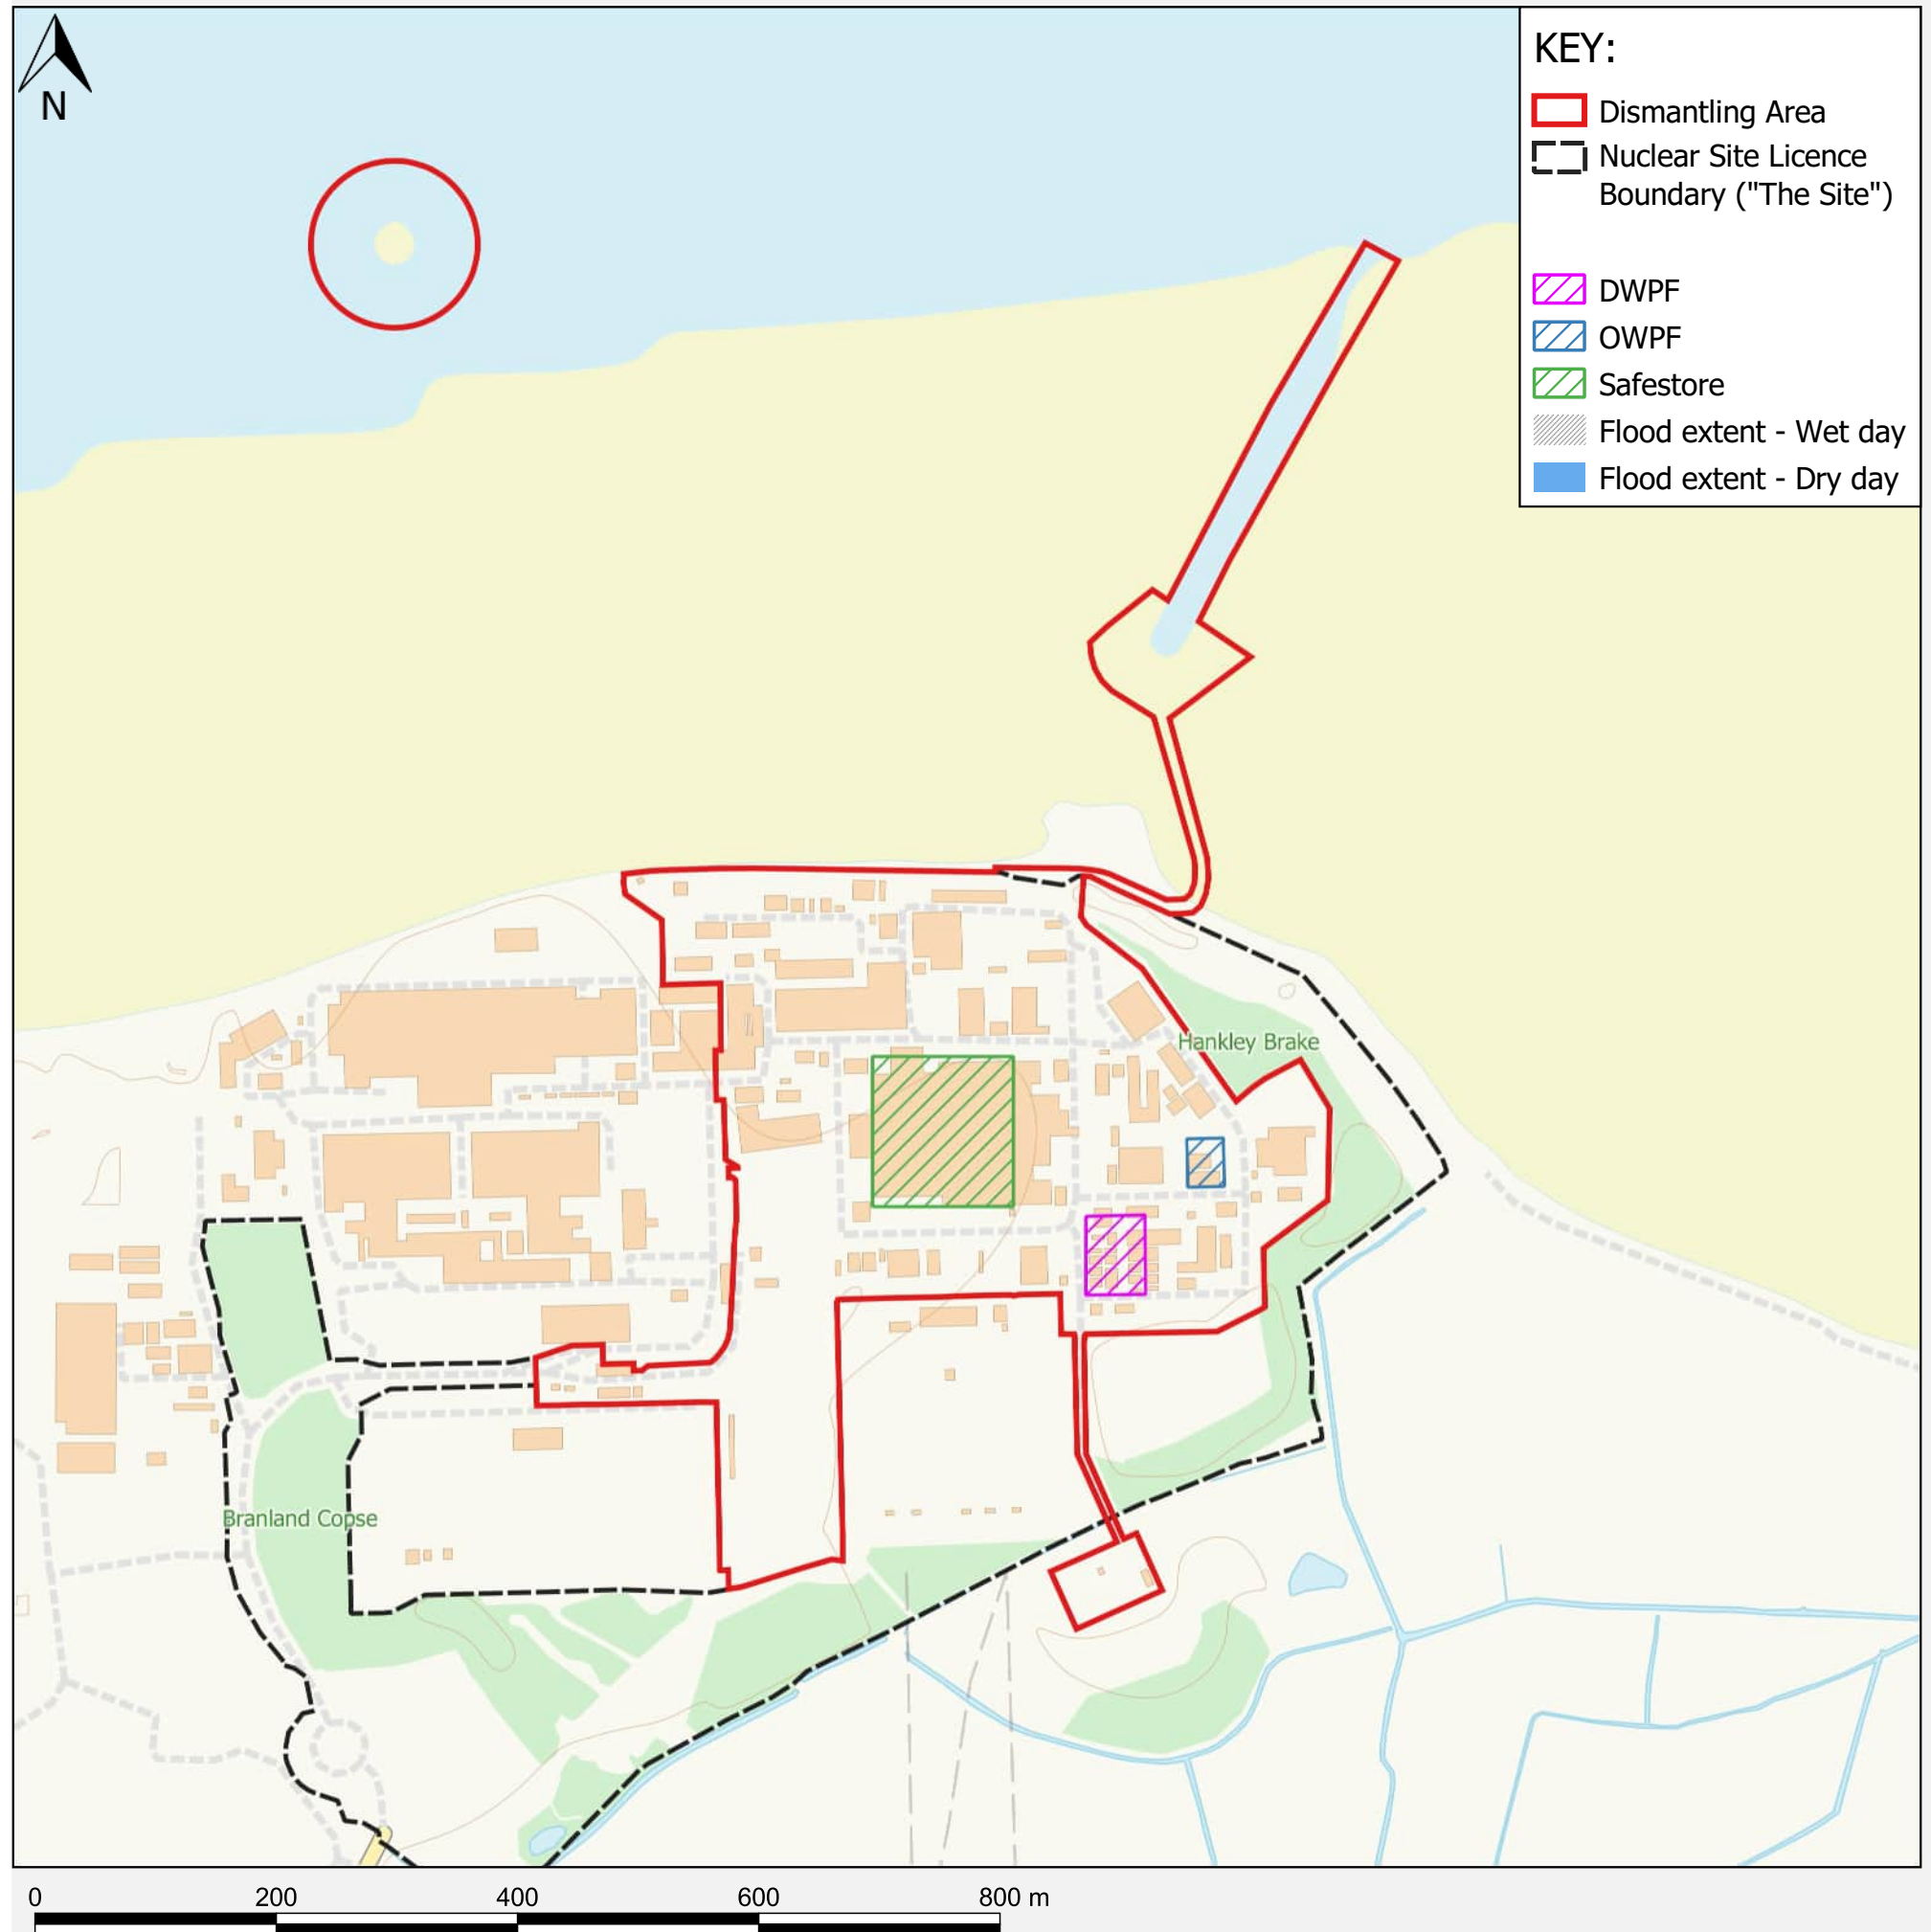 N
KEY:
Dismantling Area
Nuclear Site Licence
Boundary ("The Site")
DWPF
OWPF
Safestore
Flood extent - Wet day
Flood extent - Dry day
Hankley Brake
Branland Copse
0 200 400 600 800 m